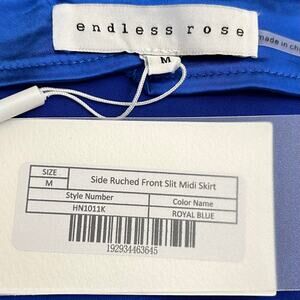 endless rose
M
made in chi
SIZE
Side Ruched Front Slit Midi Skirt
M
Style Number
Color Name
HN1011K
ROYAL BLUE
192934463645